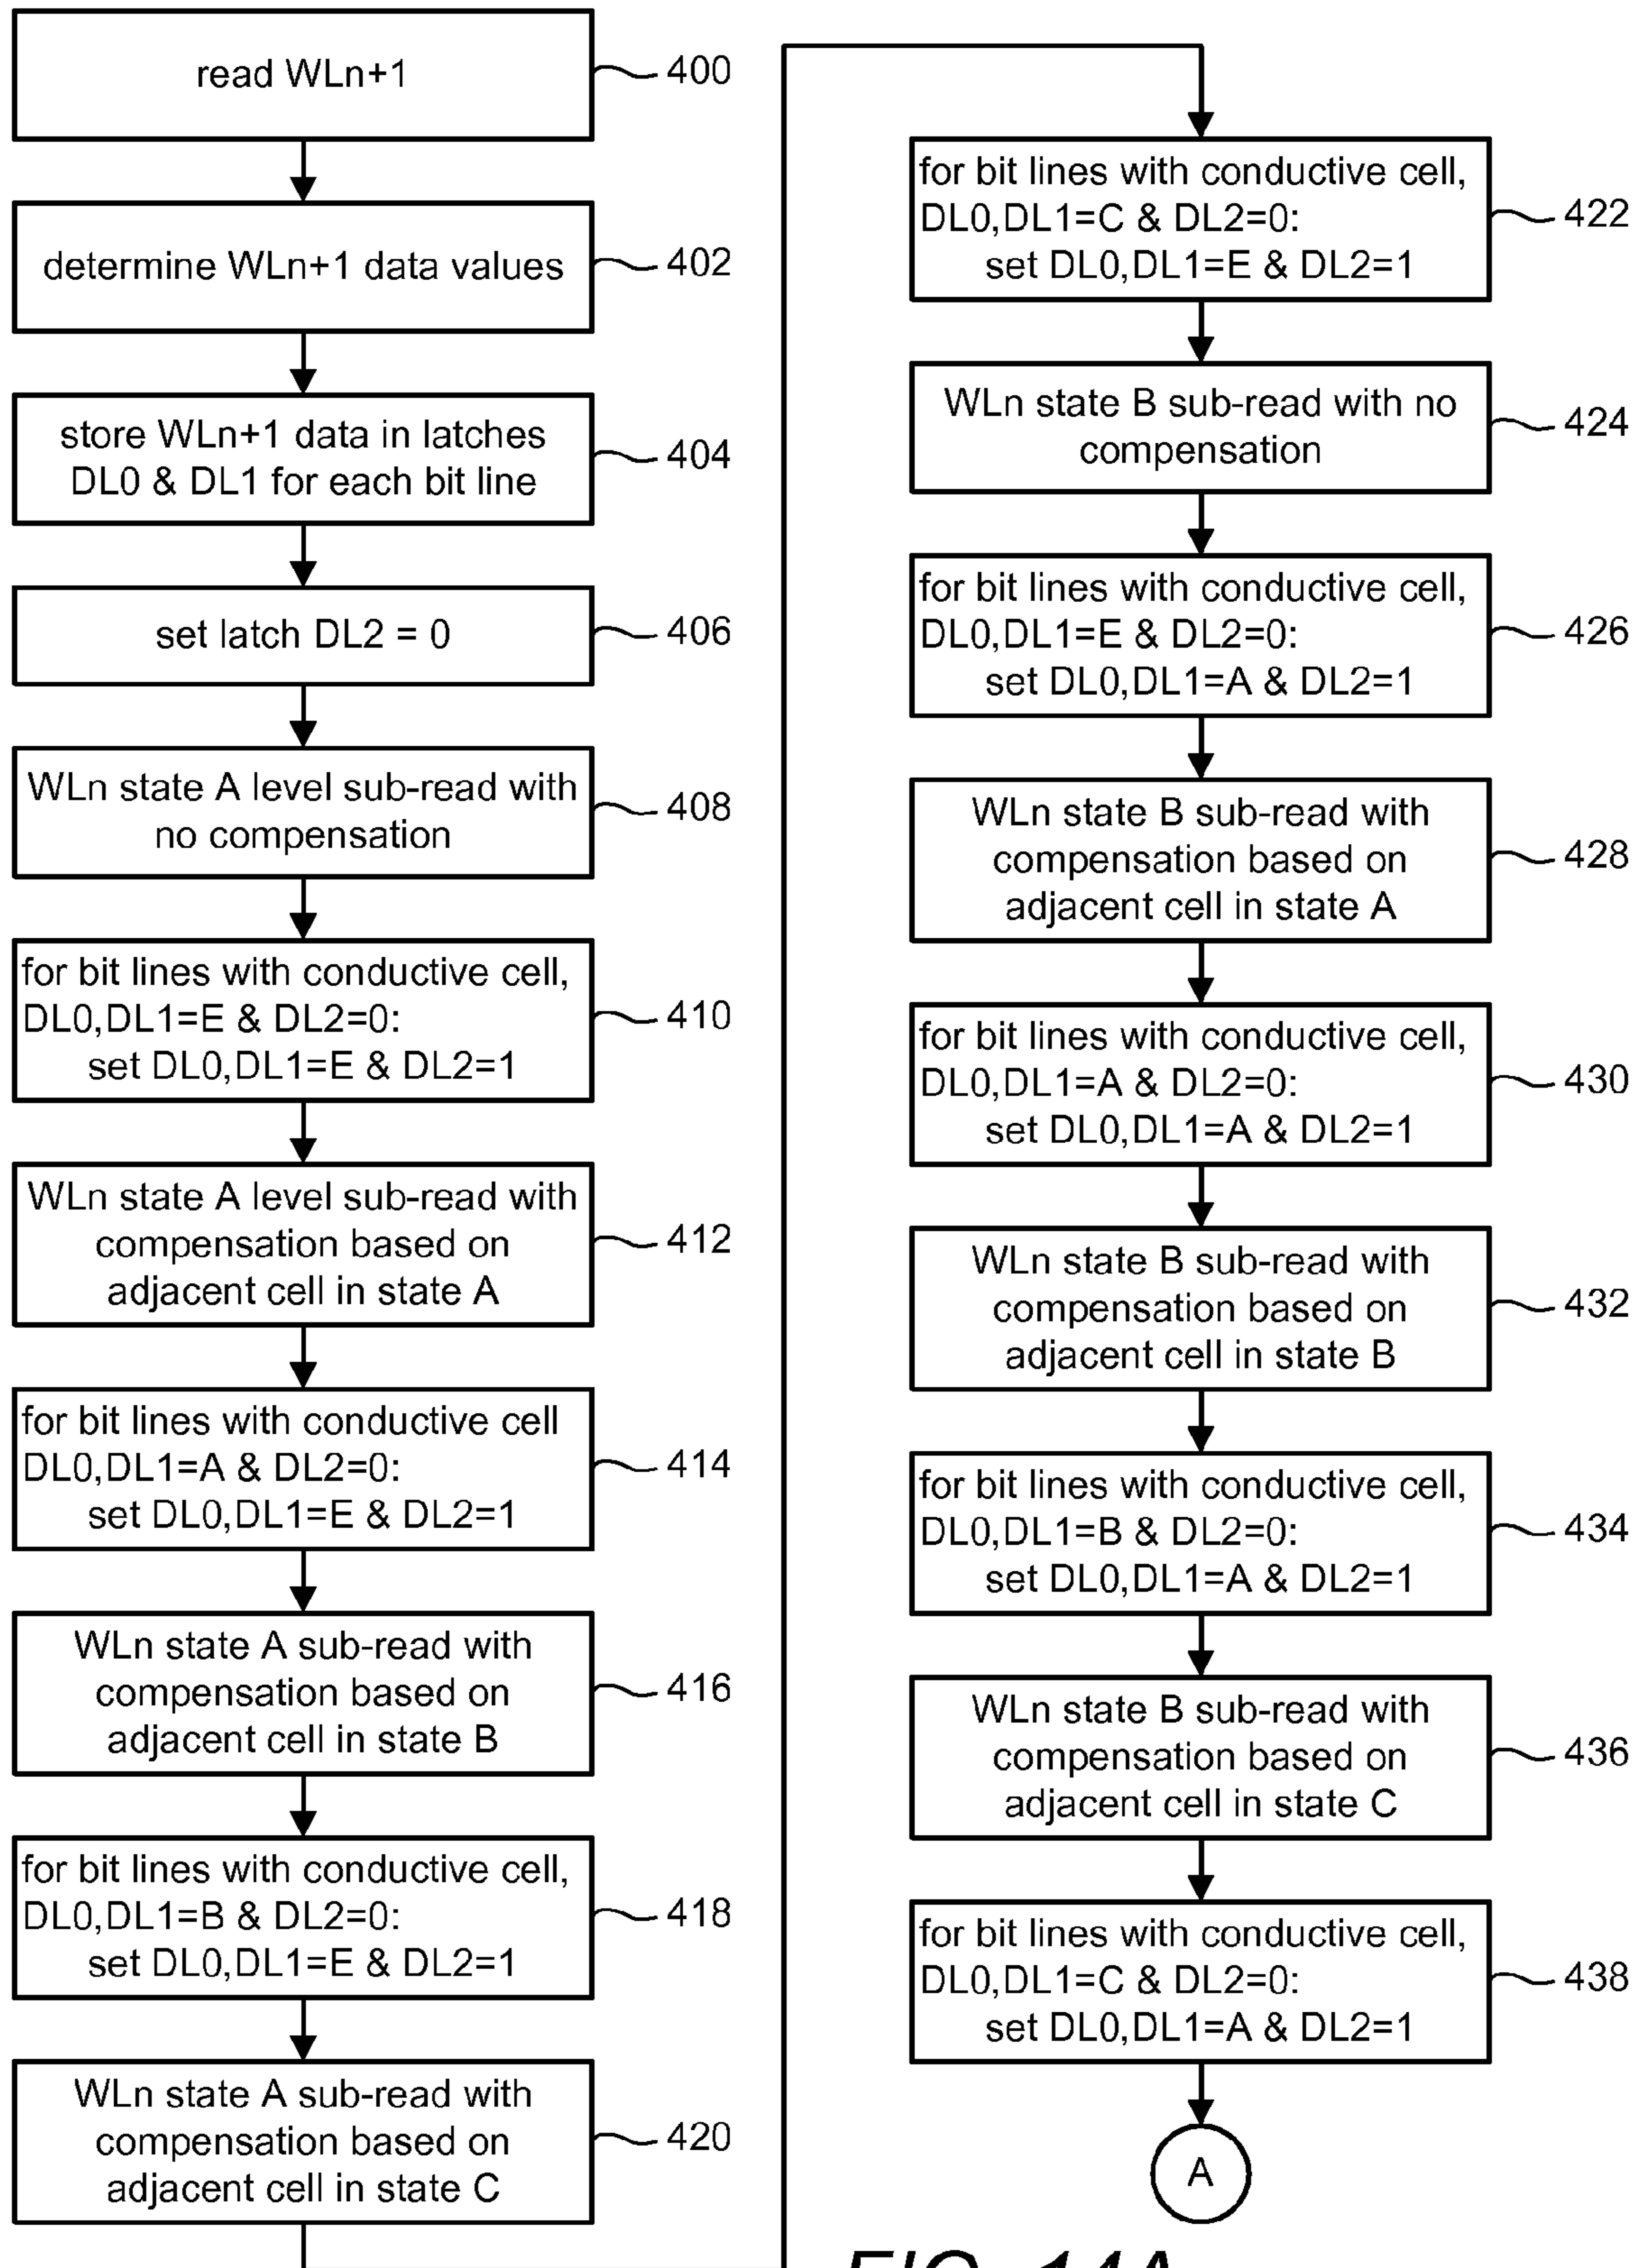 read WLn+1
400
determine WLn+1 data values
402
store WLn+1 data in latches
DL0 & DL1 for each bit line
404
set latch DL2 = 0
406
WLn state A level sub-read with
no compensation
408
for bit lines with conductive cell,
DL0,DL1=E & DL2=0:
set DL0,DL1=E & DL2=1
410
WLn state A level sub-read with
compensation based on
adjacent cell in state A
412
for bit lines with conductive cell
DL0,DL1=A & DL2=0:
set DL0,DL1=E & DL2=1
414
WLn state A sub-read with
compensation based on
adjacent cell in state B
416
for bit lines with conductive cell,
DL0,DL1=B & DL2=0:
set DL0,DL1=E & DL2=1
418
WLn state A sub-read with
compensation based on
adjacent cell in state C
420
for bit lines with conductive cell,
DL0,DL1=C & DL2=0:
set DL0,DL1=E & DL2=1
422
WLn state B sub-read with no
compensation
424
for bit lines with conductive cell,
DL0,DL1=E & DL2=0:
set DL0,DL1=A & DL2=1
426
WLn state B sub-read with
compensation based on
adjacent cell in state A
428
for bit lines with conductive cell,
DL0,DL1=A & DL2=0:
set DL0,DL1=A & DL2=1
430
WLn state B sub-read with
compensation based on
adjacent cell in state B
432
for bit lines with conductive cell,
DL0,DL1=B & DL2=0:
set DL0,DL1=A & DL2=1
434
WLn state B sub-read with
compensation based on
adjacent cell in state C
436
for bit lines with conductive cell,
DL0,DL1=C & DL2=0:
set DL0,DL1=A & DL2=1
438
A
FIG. 14A